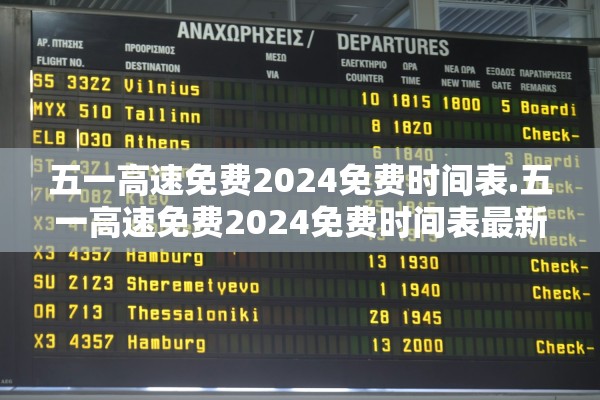 ΑΝΑΧΩΡΗΣΕΙΣ / DEPARTURES
ΑΡ. ΠΤΗΣΗΣ ΠΡΟΟΡΙΣΜΟΣ ΜΕΣΩ ΕΛΕΓΚΤΗΡΙΟ ΩΡΑ ΝΕΑ ΩΡΑ ΕΞΟΔΟΣ ΠΑΡΑΤΗΡΗΣΕΙΣ
FLIGHT NO. DESTINATION VIA COUNTER TIME NEW TIME GATE REMARKS
S5 3322 Vilnius 10 1815 1800 5 Boardi
MYX 510 Tallinn 8 1820 Check-
ELB 030 Athens
五一高速免费2024免费时间表.五
一高速免费2024免费时间表最新
X3 4357 Hamburg 13 1930 Check-
SU 2123 Sheremetyevo 1 1940 Check-
OA 713 Thessaloniki 28 1945
X3 4357 Hamburg 13 2000 Check-